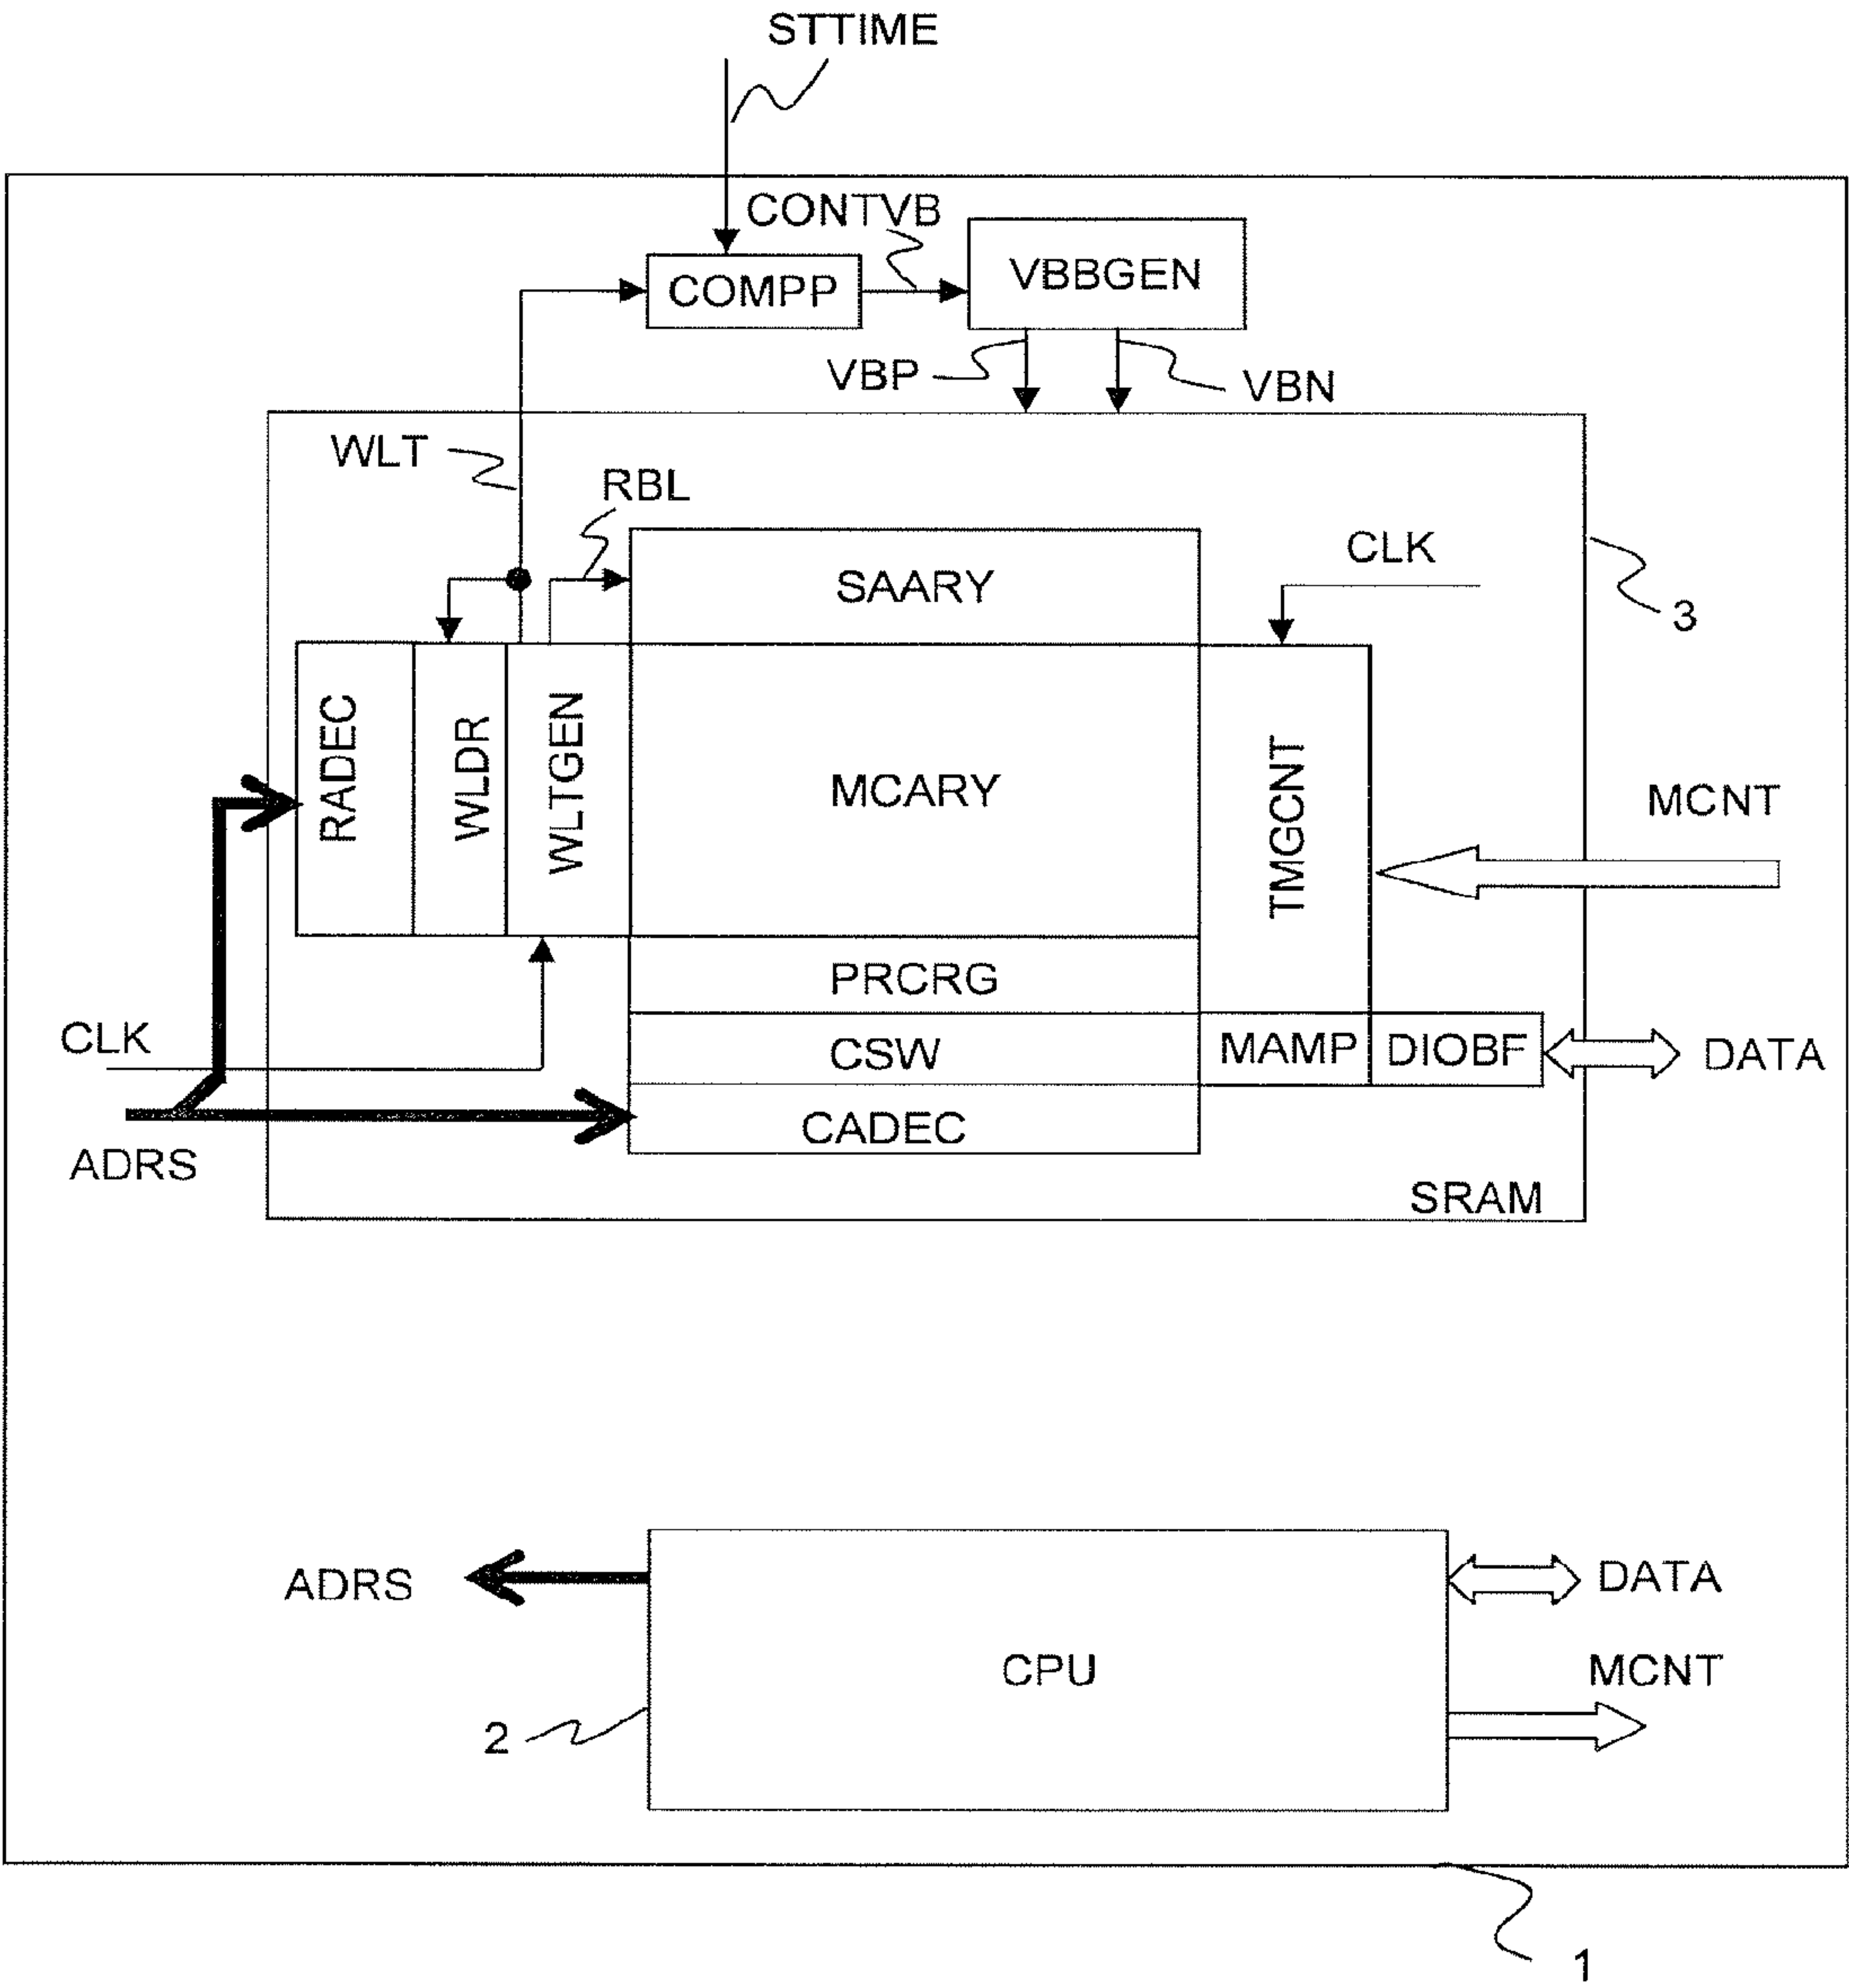 STTIME
CONTVB
COMPP
VBBGEN
VBP
VBN
WLT
RBL
SAARY
CLK
3
RADEC
WLDR
WLTGEN
MCARY
TMGCNT
MCNT
PRCRG
CLK
CSW
MAMP
DIOBF
DATA
CADEC
ADRS
SRAM
ADRS
DATA
CPU
MCNT
2
1